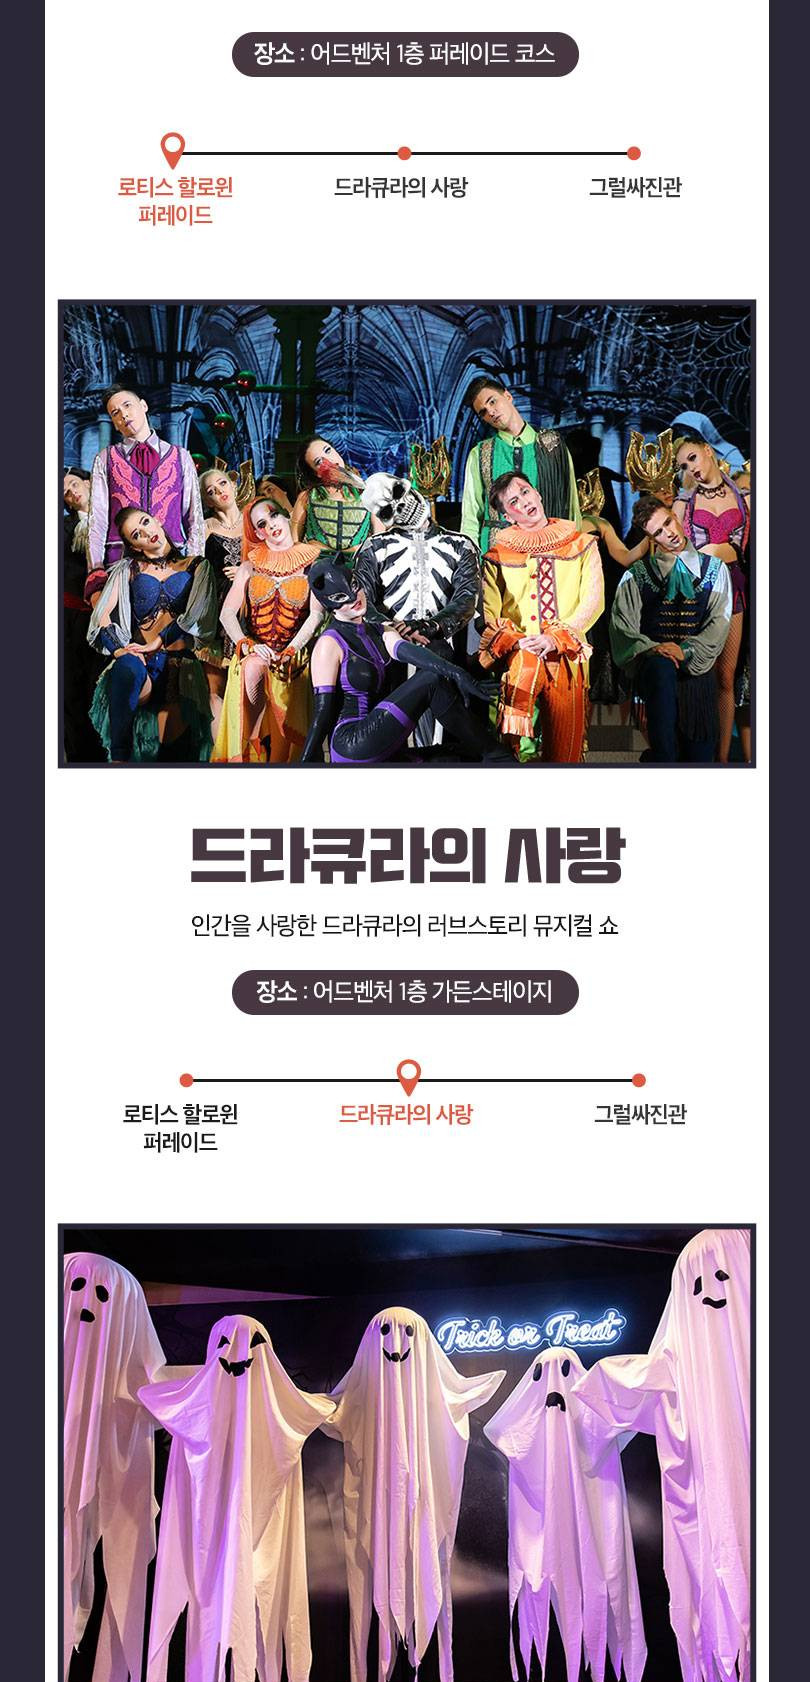 장소 : 어드벤처 1층 퍼레이드 코스
로티스 할로윈
퍼레이드
드라큐라의 사랑
그럴싸진관
드라큐라의 사랑
인간을 사랑한 드라큐라의 러브스토리 뮤지컬 쇼
장소 : 어드벤처 1층 가든스테이지
로티스 할로윈
퍼레이드
드라큐라의 사랑
그럴싸진관
Trick or Treat